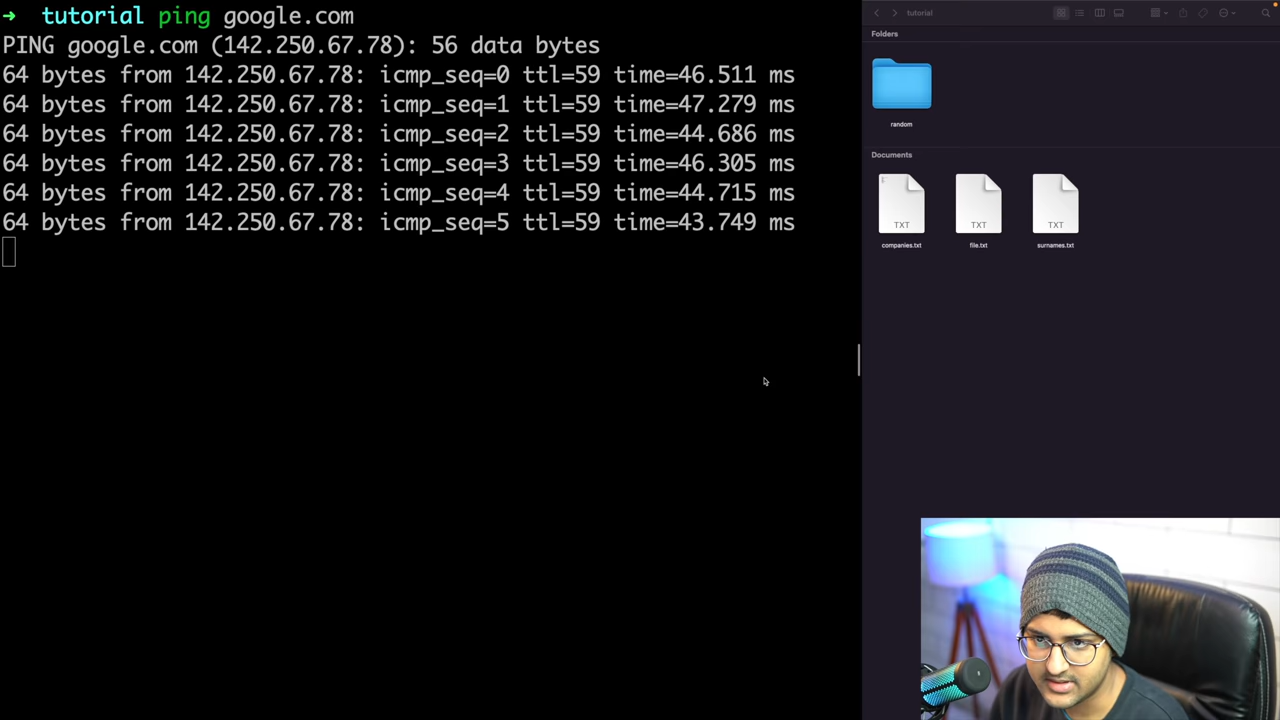 ➜ tutorial ping google.com
PING google.com (142.250.67.78): 56 data bytes
64 bytes from 142.250.67.78: icmp_seq=0 ttl=59 time=46.511 ms
64 bytes from 142.250.67.78: icmp_seq=1 ttl=59 time=47.279 ms
64 bytes from 142.250.67.78: icmp_seq=2 ttl=59 time=44.686 ms
64 bytes from 142.250.67.78: icmp_seq=3 ttl=59 time=46.305 ms
64 bytes from 142.250.67.78: icmp_seq=4 ttl=59 time=44.715 ms
64 bytes from 142.250.67.78: icmp_seq=5 ttl=59 time=43.749 ms
tutorial
Folders
random
Documents
TXT TXT TXT
companies.txt file.txt surnames.txt